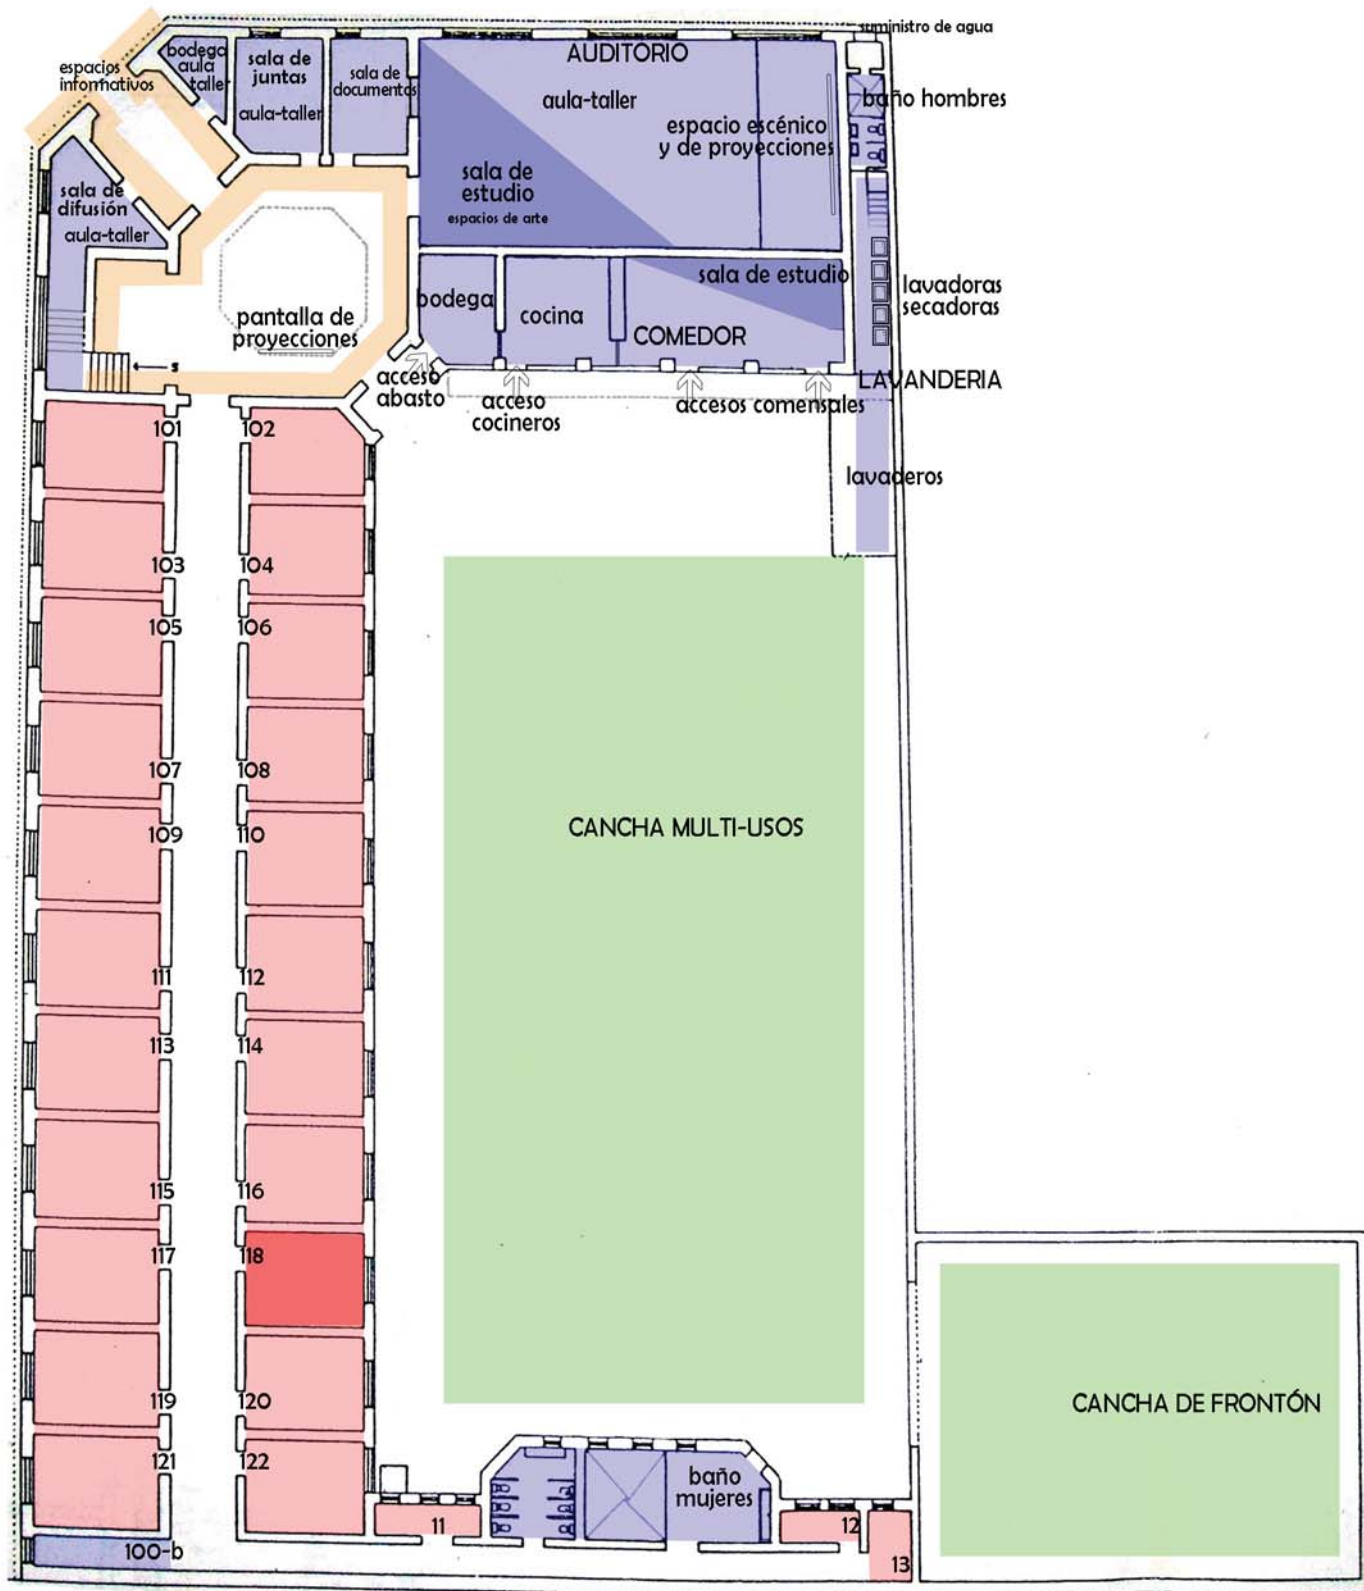 suministro de agua
espacios
informativos
bodega
aula
taller
sala de
juntas
aula-taller
sala de
documentos
AUDITORIO
aula-taller
espacio escénico
y de proyecciones
sala de
estudio
espacios de arte
baño hombres
sala de
difusión
aula-taller
pantalla de
proyecciones
bodega
cocina
sala de estudio
COMEDOR
lavadoras
secadoras
LAVANDERIA
lavaderos
acceso
abasto
acceso
cocineros
accesos comensales
s
101
102
103
104
105
106
107
108
109
110
111
112
113
114
115
116
117
118
119
120
121
122
100-b
CANCHA MULTI-USOS
CANCHA DE FRONTÓN
11
baño
mujeres
12
13